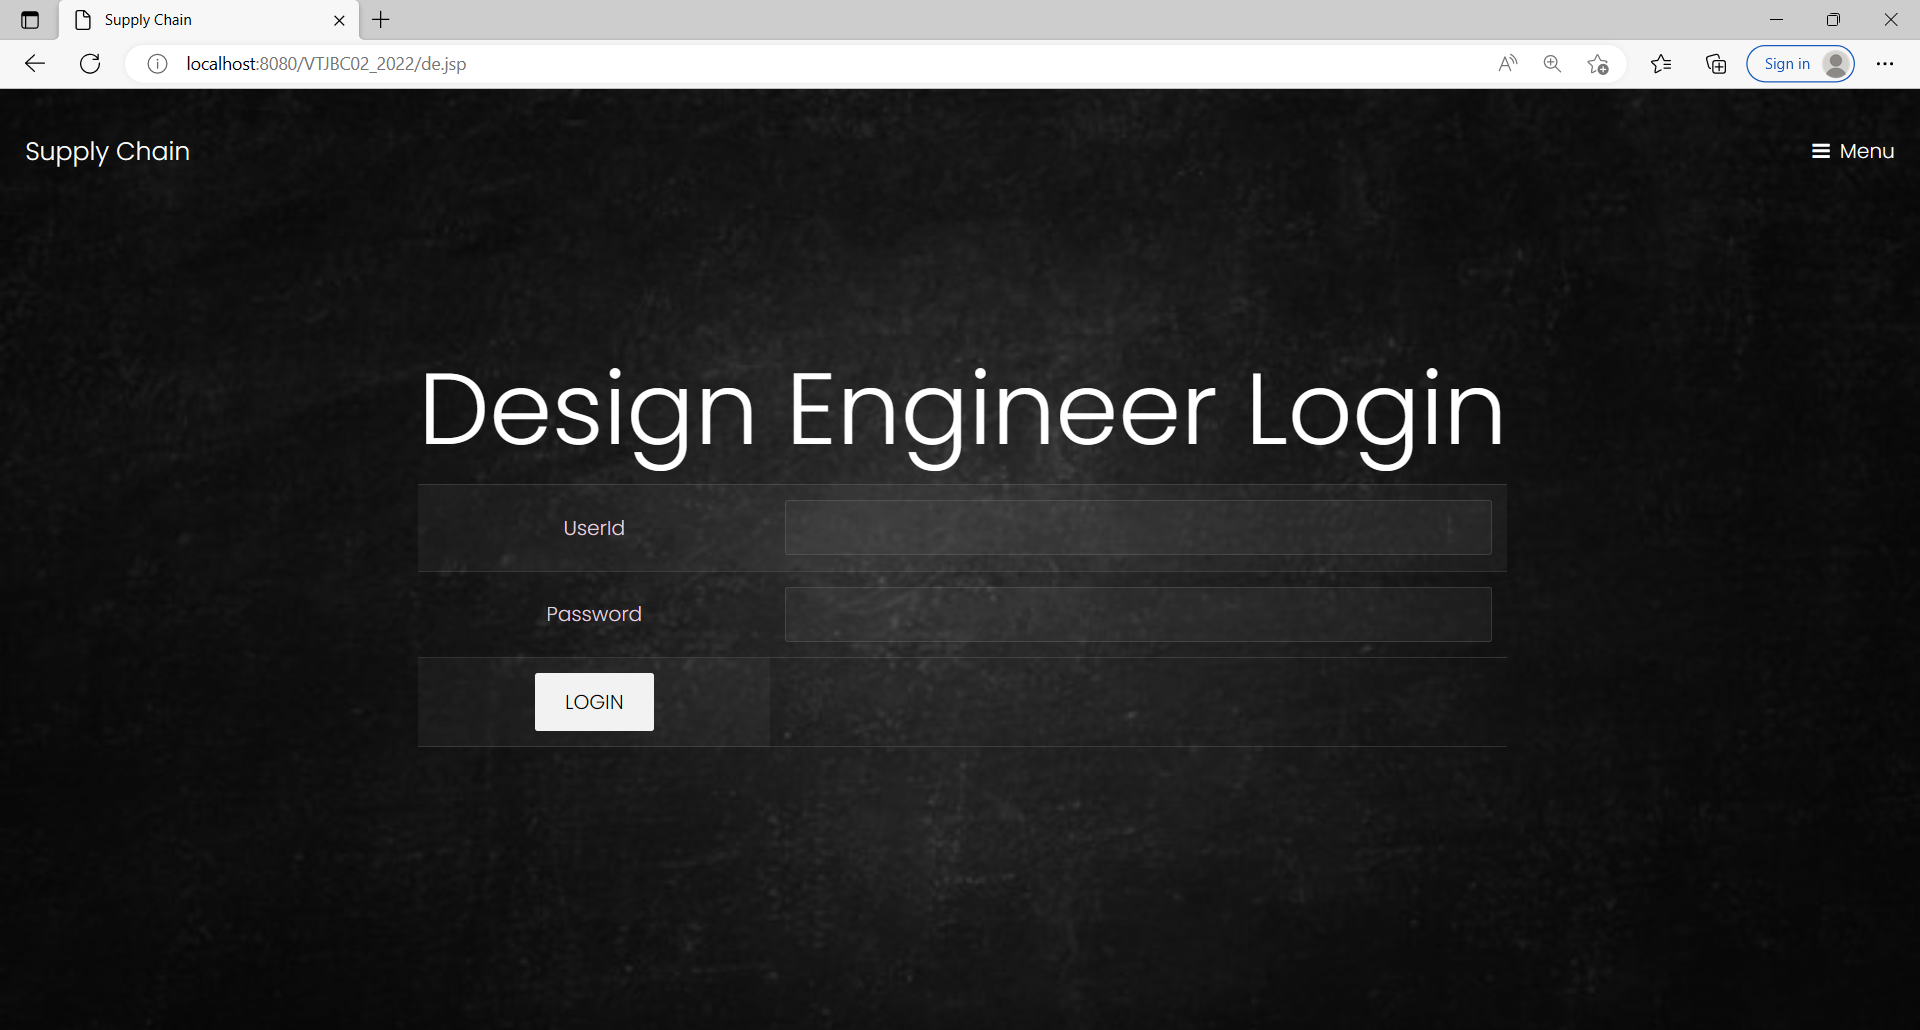 Supply Chain
localhost:8080/VTJBC02_2022/de.jsp
Sign in
Supply Chain
Menu
Design Engineer Login
UserId
Password
LOGIN